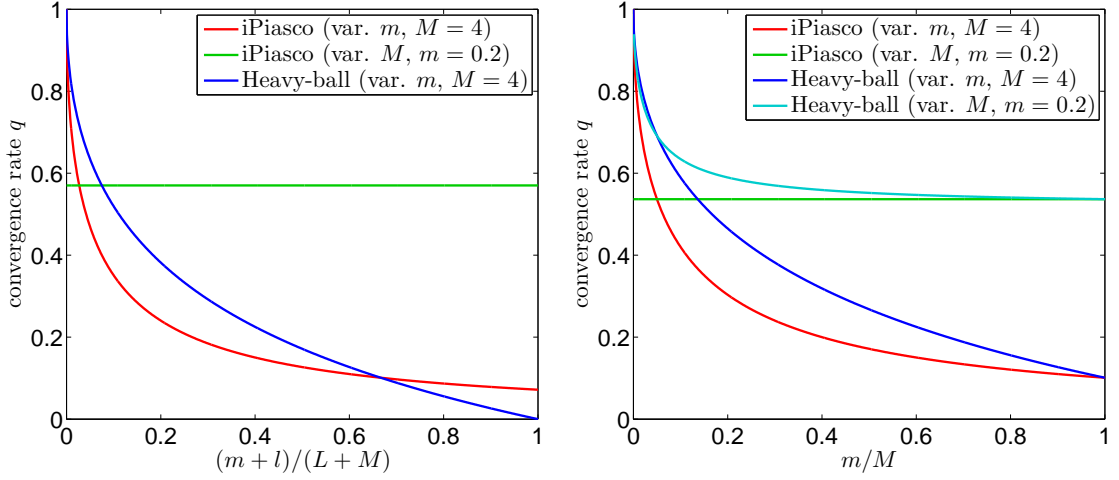 convergence rate q
1
0.8
0.6
0.4
0.2
0
0
0.2
0.4
0.6
0.8
1
(m + l)/(L + M)
iPiasco (var. m, M = 4)
iPiasco (var. M, m = 0.2)
Heavy-ball (var. m, M = 4)
convergence rate q
1
0.8
0.6
0.4
0.2
0
0
0.2
0.4
0.6
0.8
1
m/M
iPiasco (var. m, M = 4)
iPiasco (var. M, m = 0.2)
Heavy-ball (var. m, M = 4)
Heavy-ball (var. M, m = 0.2)